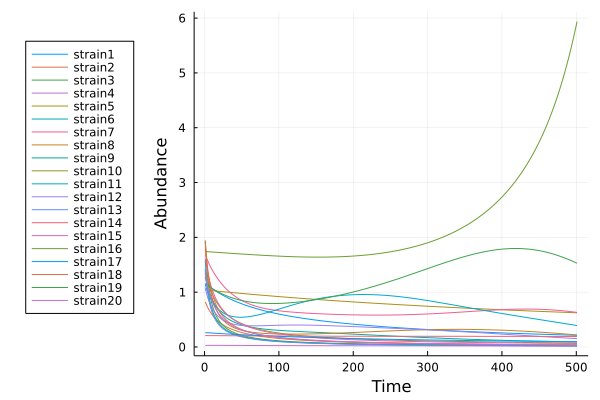 strain1
strain2
strain3
strain4
strain5
strain6
strain7
strain8
strain9
strain10
strain11
strain12
strain13
strain14
strain15
strain16
strain17
strain18
strain19
strain20
Abundance
6
5
4
3
2
1
0
0 100 200 300 400 500
Time